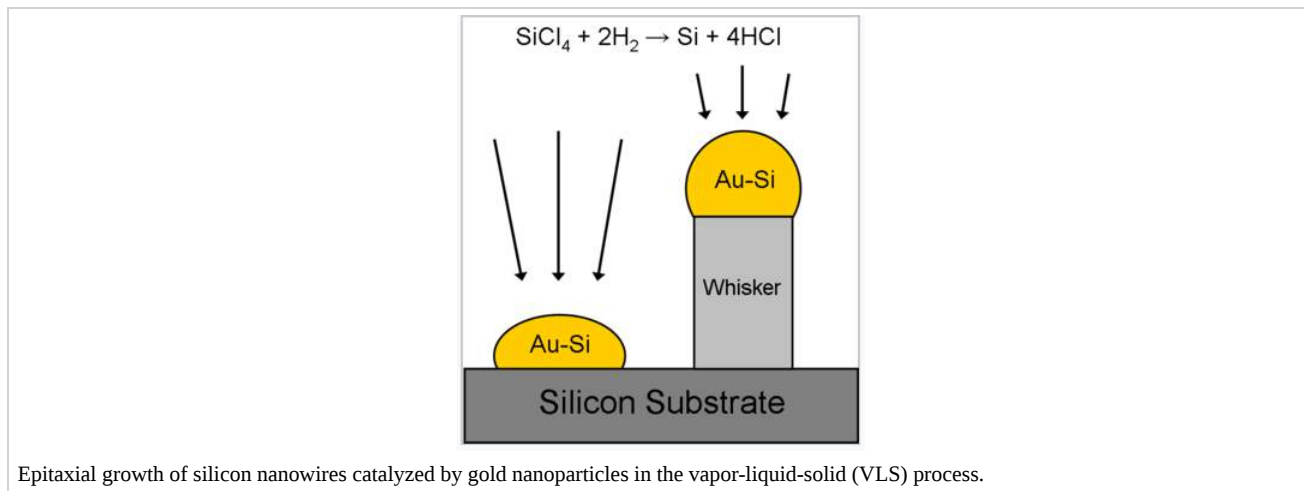 SiCl₄ + 2H₂ → Si + 4HCl
Au-Si
Whisker
Au-Si
Silicon Substrate
Epitaxial growth of silicon nanowires catalyzed by gold nanoparticles in the vapor-liquid-solid (VLS) process.